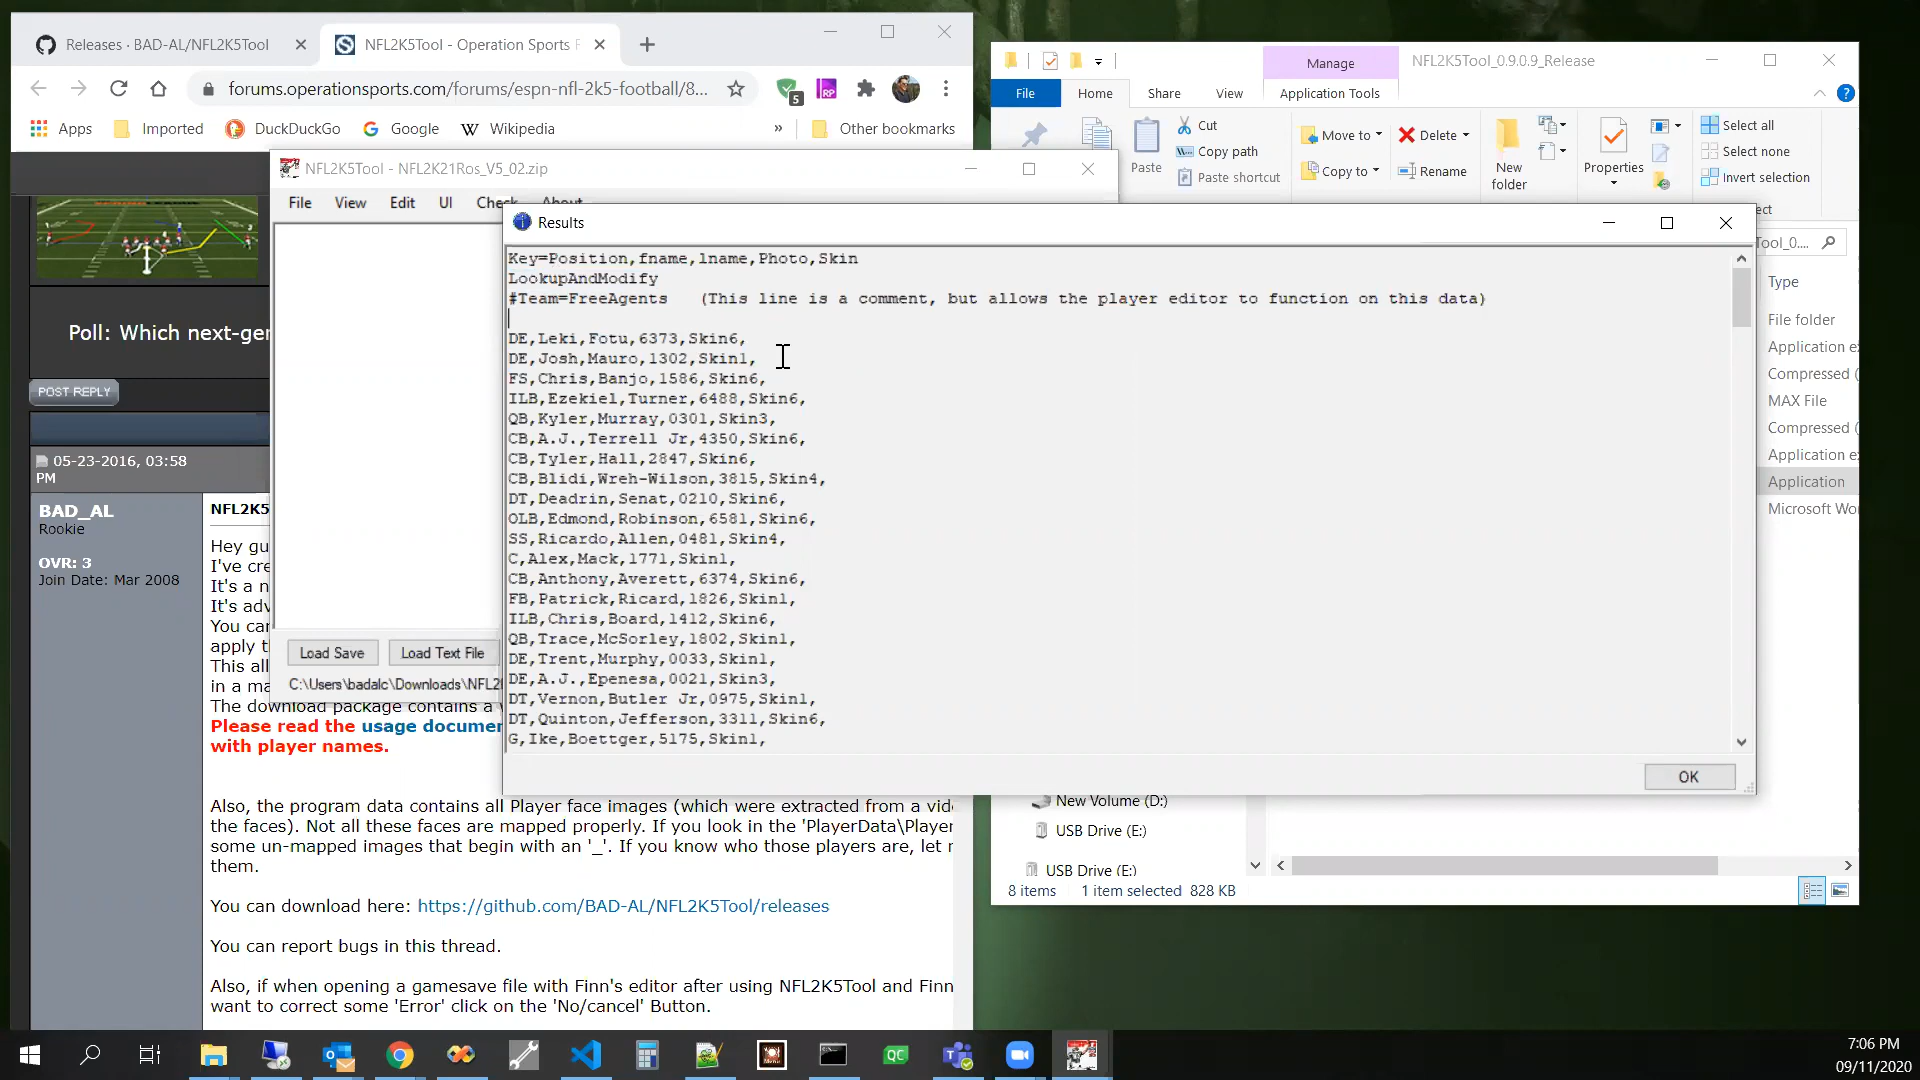 Releases · BAD-AL/NFL2K5Tool
NFL2K5Tool - Operation Sports F
forums.operationsports.com/forums/espn-nfl-2k5-football/8...
5
RP
Apps
Imported
DuckDuckGo
Google
Wikipedia
»
Other bookmarks
Manage
NFL2K5Tool_0.9.0.9_Release
File
Home
Share
View
Application Tools
Cut
Copy path
Paste
Paste shortcut
Move to
Copy to
Delete
Rename
New
folder
Properties
Select all
Select none
Invert selection
ect
Tool_0....
Type
File folder
Application e
Compressed (
MAX File
Compressed (
Application e
Application
Microsoft Wo
New Volume (D:)
USB Drive (E:)
USB Drive (E:)
8 items 1 item selected 828 KB
NFL2K5Tool - NFL2K21Ros_V5_02.zip
File View Edit UI Check About
Load Save
Load Text File
C:\Users\badalc\Downloads\NFL2
Results
Key=Position,fname,lname,Photo,Skin
LookupAndModify
#Team=FreeAgents (This line is a comment, but allows the player editor to function on this data)
DE,Leki,Fotu,6373,Skin6,
DE,Josh,Mauro,1302,Skin1,
FS,Chris,Banjo,1586,Skin6,
ILB,Ezekiel,Turner,6488,Skin6,
QB,Kyler,Murray,0301,Skin3,
CB,A.J.,Terrell Jr,4350,Skin6,
CB,Tyler,Hall,2847,Skin6,
CB,Blidi,Wreh-Wilson,3815,Skin4,
DT,Deadrin,Senat,0210,Skin6,
OLB,Edmond,Robinson,6581,Skin6,
SS,Ricardo,Allen,0481,Skin4,
C,Alex,Mack,1771,Skin1,
CB,Anthony,Averett,6374,Skin6,
FB,Patrick,Ricard,1826,Skin1,
ILB,Chris,Board,1412,Skin6,
QB,Trace,McSorley,1802,Skin1,
DE,Trent,Murphy,0033,Skin1,
DE,A.J.,Epenesa,0021,Skin3,
DT,Vernon,Butler Jr,0975,Skin1,
DT,Quinton,Jefferson,3311,Skin6,
G,Ike,Boettger,5175,Skin1,
OK
Poll: Which next-gen
POST REPLY
05-23-2016, 03:58
PM
BAD_AL
Rookie
OVR: 3
Join Date: Mar 2008
NFL2K5
Hey gu
I've cre
It's a n
It's adv
You can
apply t
This all
in a ma
The download package contains a
Please read the usage documen
with player names.
Also, the program data contains all Player face images (which were extracted from a vid
the faces). Not all these faces are mapped properly. If you look in the 'PlayerData\Player
some un-mapped images that begin with an '_'. If you know who those players are, let
them.
You can download here: https://github.com/BAD-AL/NFL2K5Tool/releases
You can report bugs in this thread.
Also, if when opening a gamesave file with Finn's editor after using NFL2K5Tool and Finn
want to correct some 'Error' click on the 'No/cancel' Button.
QC
7:06 PM
09/11/2020